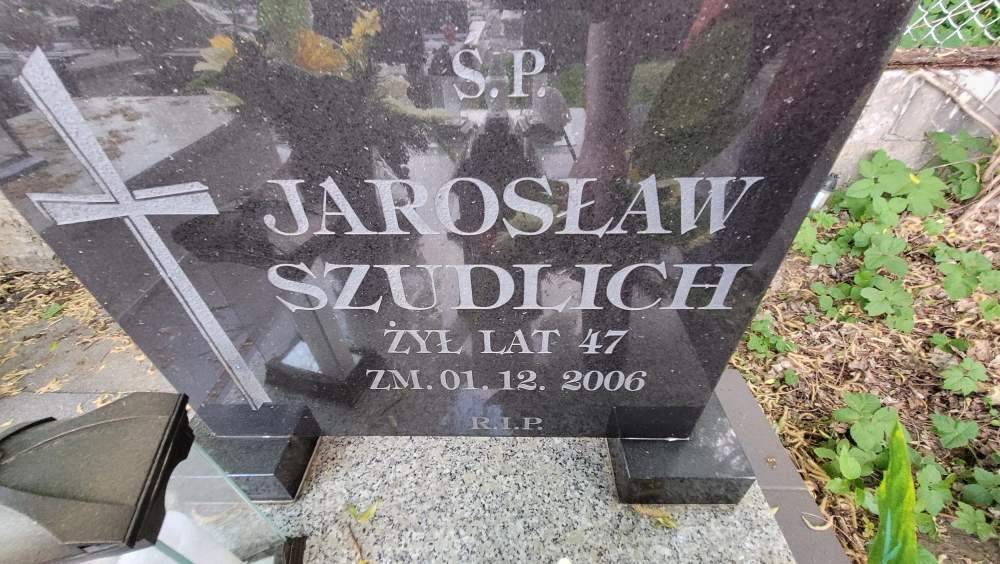 Ś.P.
JAROSŁAW
SZUDLICH
ŻYŁ LAT 47
ZM. 01. 12. 2006
R.I.P.